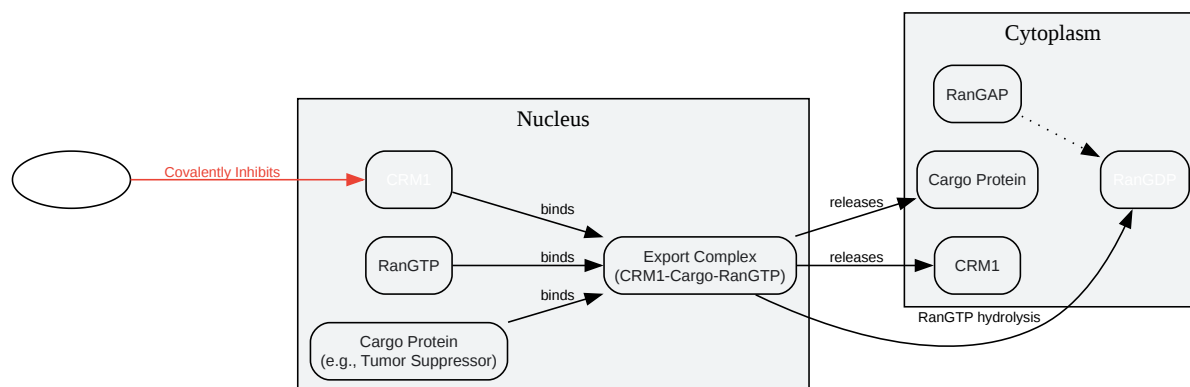 Cytoplasm
RanGAP
Nucleus
Covalently Inhibits
CRM1
binds
releases
Cargo Protein
RanGDP
RanGTP
binds
Export Complex
(CRM1-Cargo-RanGTP)
releases
CRM1
binds
RanGTP hydrolysis
Cargo Protein
(e.g., Tumor Suppressor)